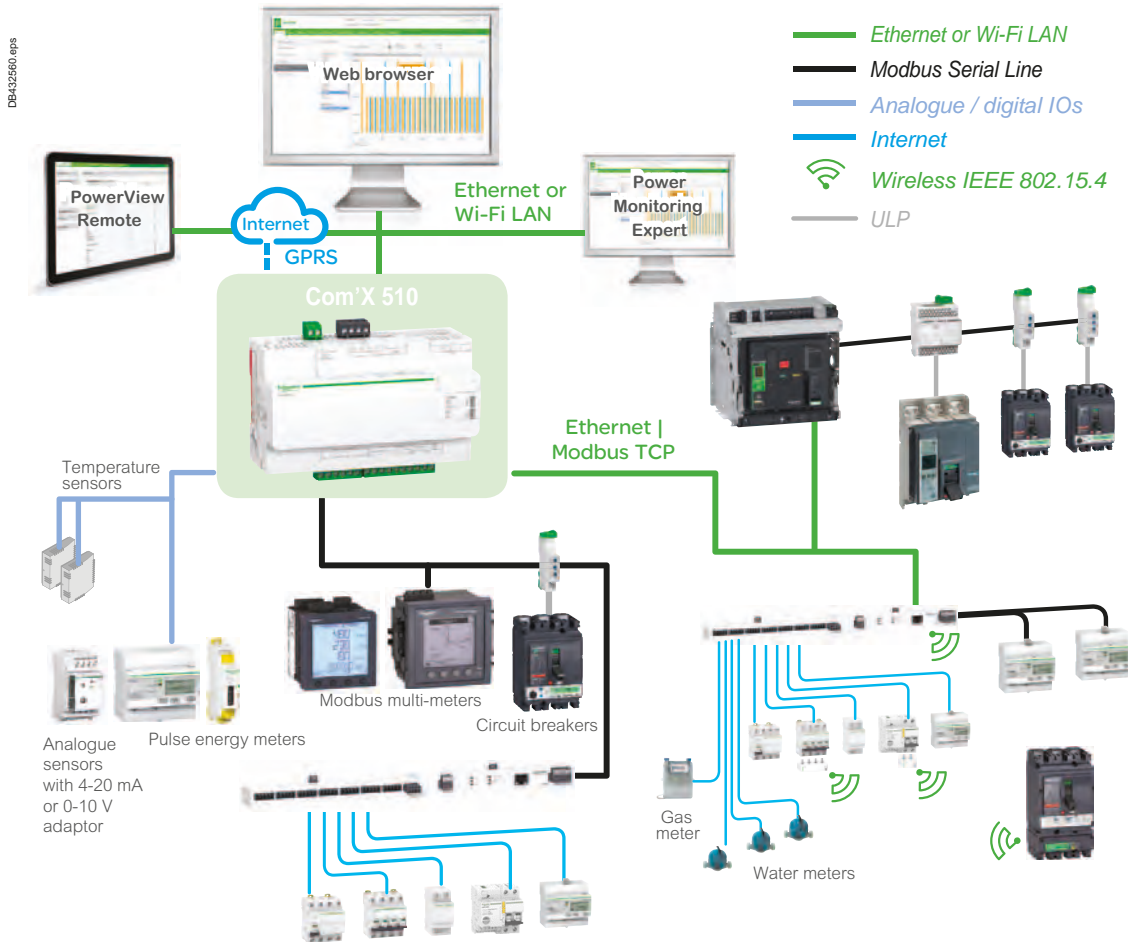 DB432560.eps
Ethernet or Wi-Fi LAN
Modbus Serial Line
Analogue / digital IOs
Internet
Wireless IEEE 802.15.4
ULP
Web browser
PowerView
Remote
Internet
GPRS
Ethernet or
Wi-Fi LAN
Power
Monitoring
Expert
Com'X 510
Ethernet |
Modbus TCP
Temperature
sensors
Analogue
sensors
with 4-20 mA
or 0-10 V
adaptor
Pulse energy meters
Modbus multi-meters
Circuit breakers
Gas
meter
Water meters